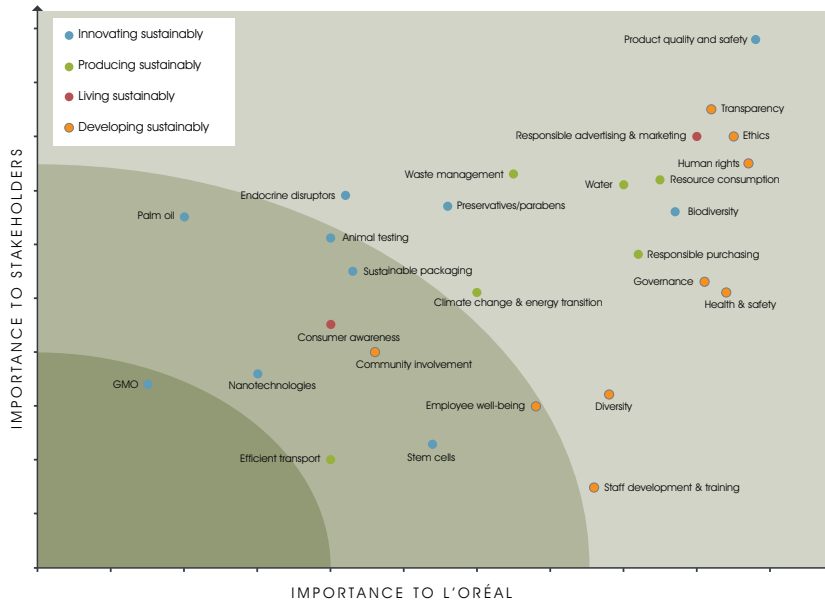 Innovating sustainably
Producing sustainably
Living sustainably
Developing sustainably
Product quality and safety
Transparency
Responsible advertising & marketing
Ethics
Human rights
Waste management
Resource consumption
Water
Endocrine disruptors
Preservatives/parabens
Biodiversity
Palm oil
Animal testing
Responsible purchasing
Sustainable packaging
Governance
Climate change & energy transition
Health & safety
Consumer awareness
Community involvement
GMO
Nanotechnologies
Employee well-being
Diversity
Efficient transport
Stem cells
Staff development & training
IMPORTANCE TO STAKEHOLDERS
IMPORTANCE TO L'ORÉAL